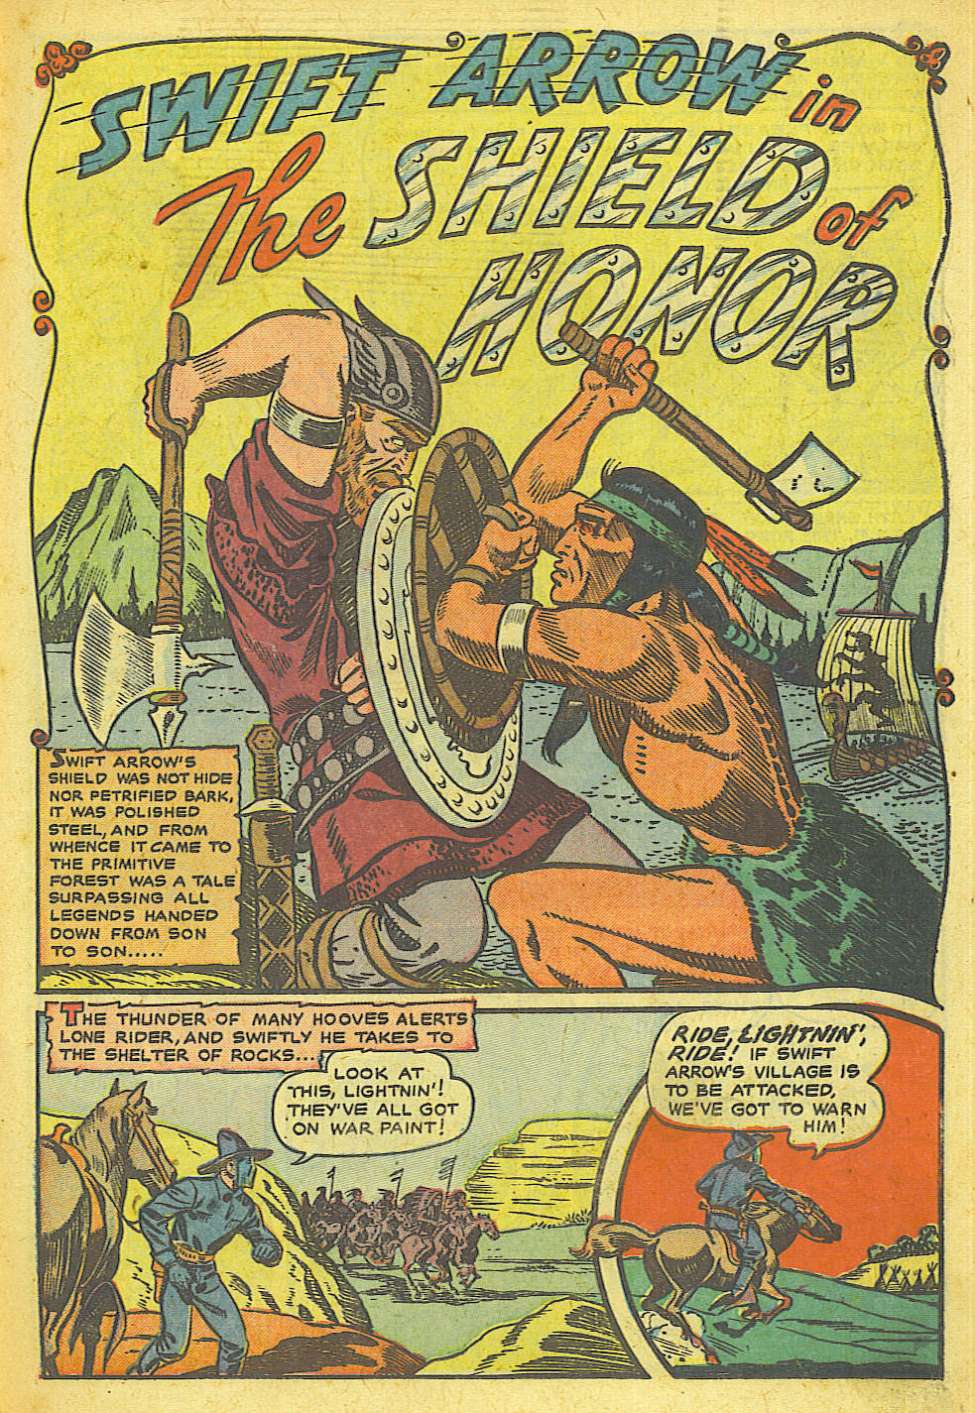 SWIFT ARROW in
The SHIELD of
HONOR
SWIFT ARROW'S
SHIELD WAS NOT HIDE
NOR PETRIFIED BARK,
IT WAS POLISHED
STEEL, AND FROM
WHENCE IT CAME TO
THE PRIMITIVE
FOREST WAS A TALE
SURPASSING ALL
LEGENDS HANDED
DOWN FROM SON
TO SON.....
THE THUNDER OF MANY HOOVES ALERTS
LONE RIDER, AND SWIFTLY HE TAKES TO
THE SHELTER OF ROCKS...
LOOK AT
THIS, LIGHTNIN'!
THEY'VE ALL GOT
ON WAR PAINT!
RIDE, LIGHTNIN',
RIDE! IF SWIFT
ARROW'S VILLAGE IS
TO BE ATTACKED,
WE'VE GOT TO WARN
HIM!